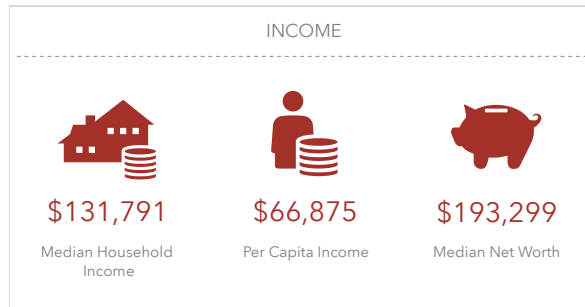 INCOME
$131,791
Median Household
Income
$66,875
Per Capita Income
$193,299
Median Net Worth